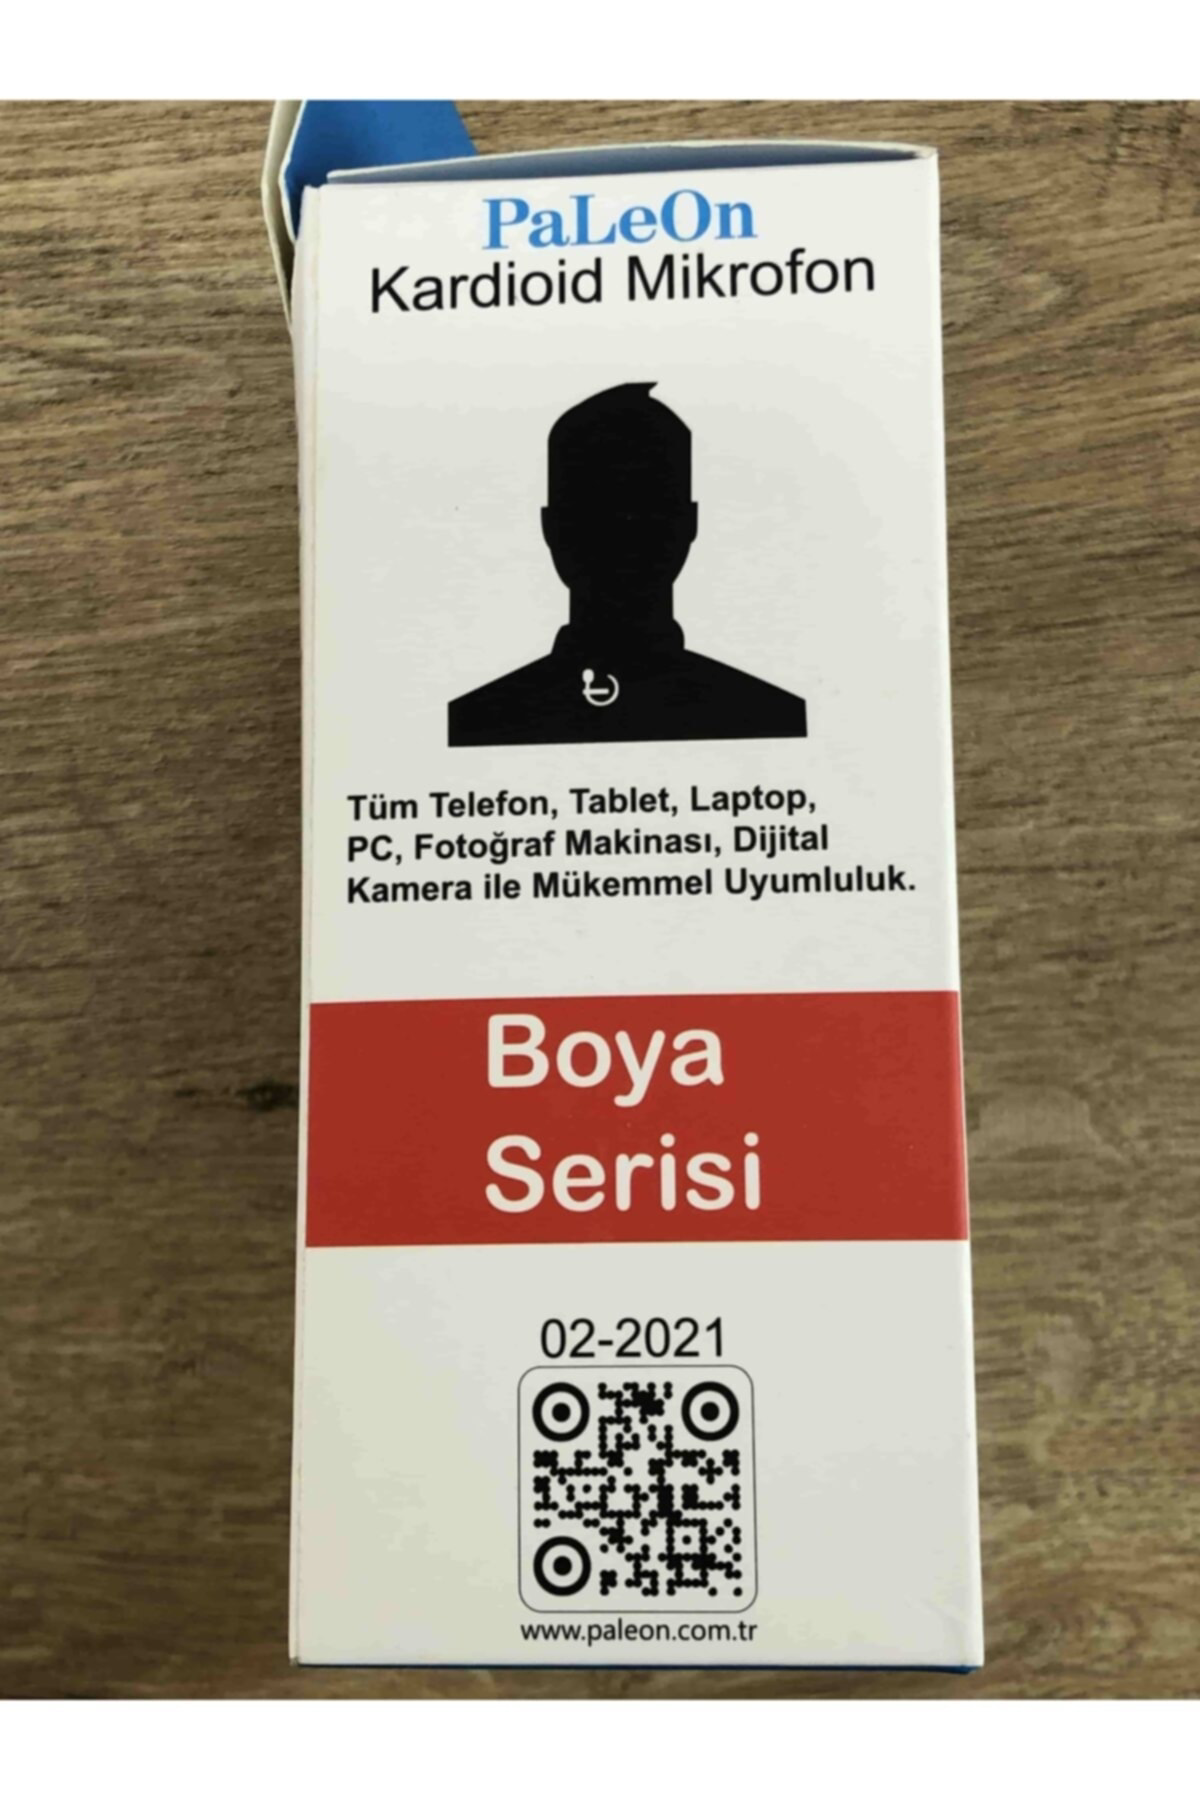 PaLeOn
Kardioid Mikrofon
Tüm Telefon, Tablet, Laptop,
PC, Fotoğraf Makinası, Dijital
Kamera ile Mükemmel Uyumluluk.
Boya
Serisi
02-2021
www.paleon.com.tr